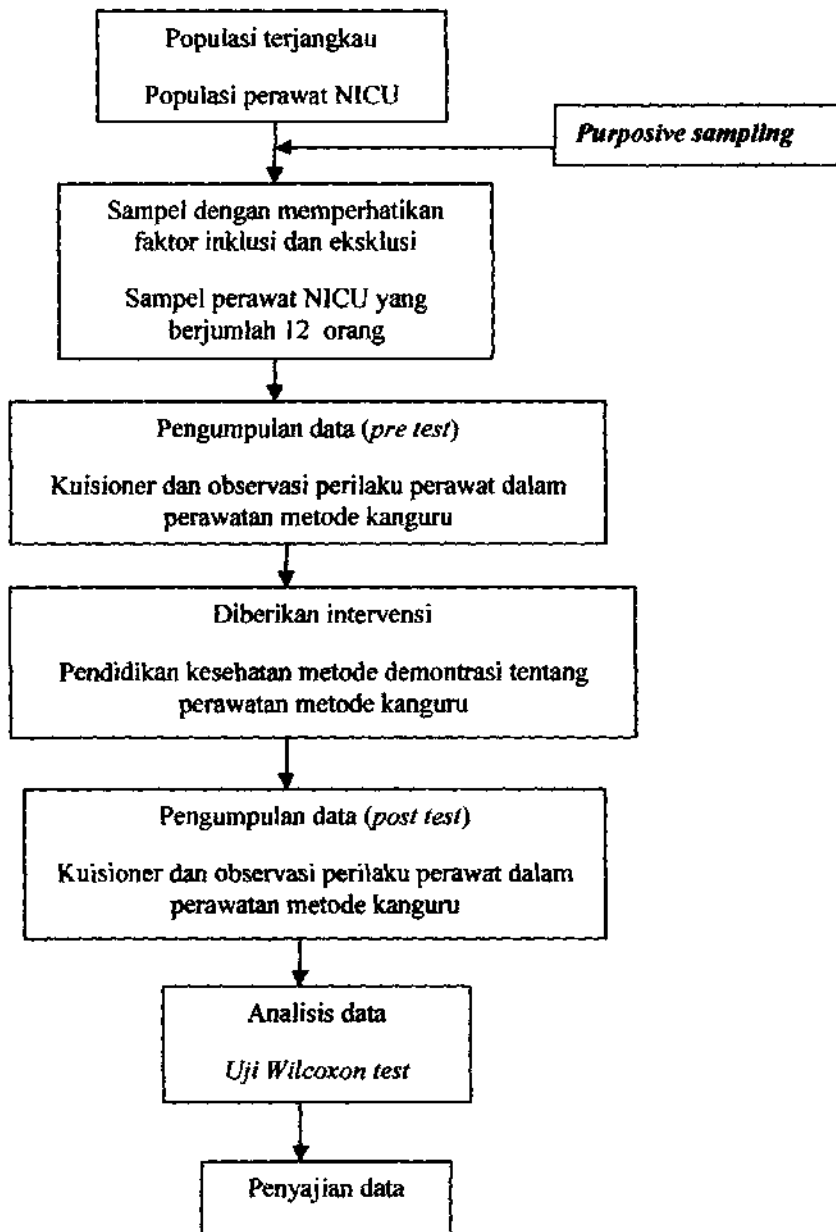 Populasi terjangkau
Populasi perawat NICU
Purposive sampling
Sampel dengan memperhatikan
faktor inklusi dan eksklusi
Sampel perawat NICU yang
berjumlah 12 orang
Pengumpulan data (pre test)
Kuisioner dan observasi perilaku perawat dalam
perawatan metode kanguru
Diberikan intervensi
Pendidikan kesehatan metode demontrasi tentang
perawatan metode kanguru
Pengumpulan data (post test)
Kuisioner dan observasi perilaku perawat dalam
perawatan metode kanguru
Analisis data
Uji Wilcoxon test
Penyajian data